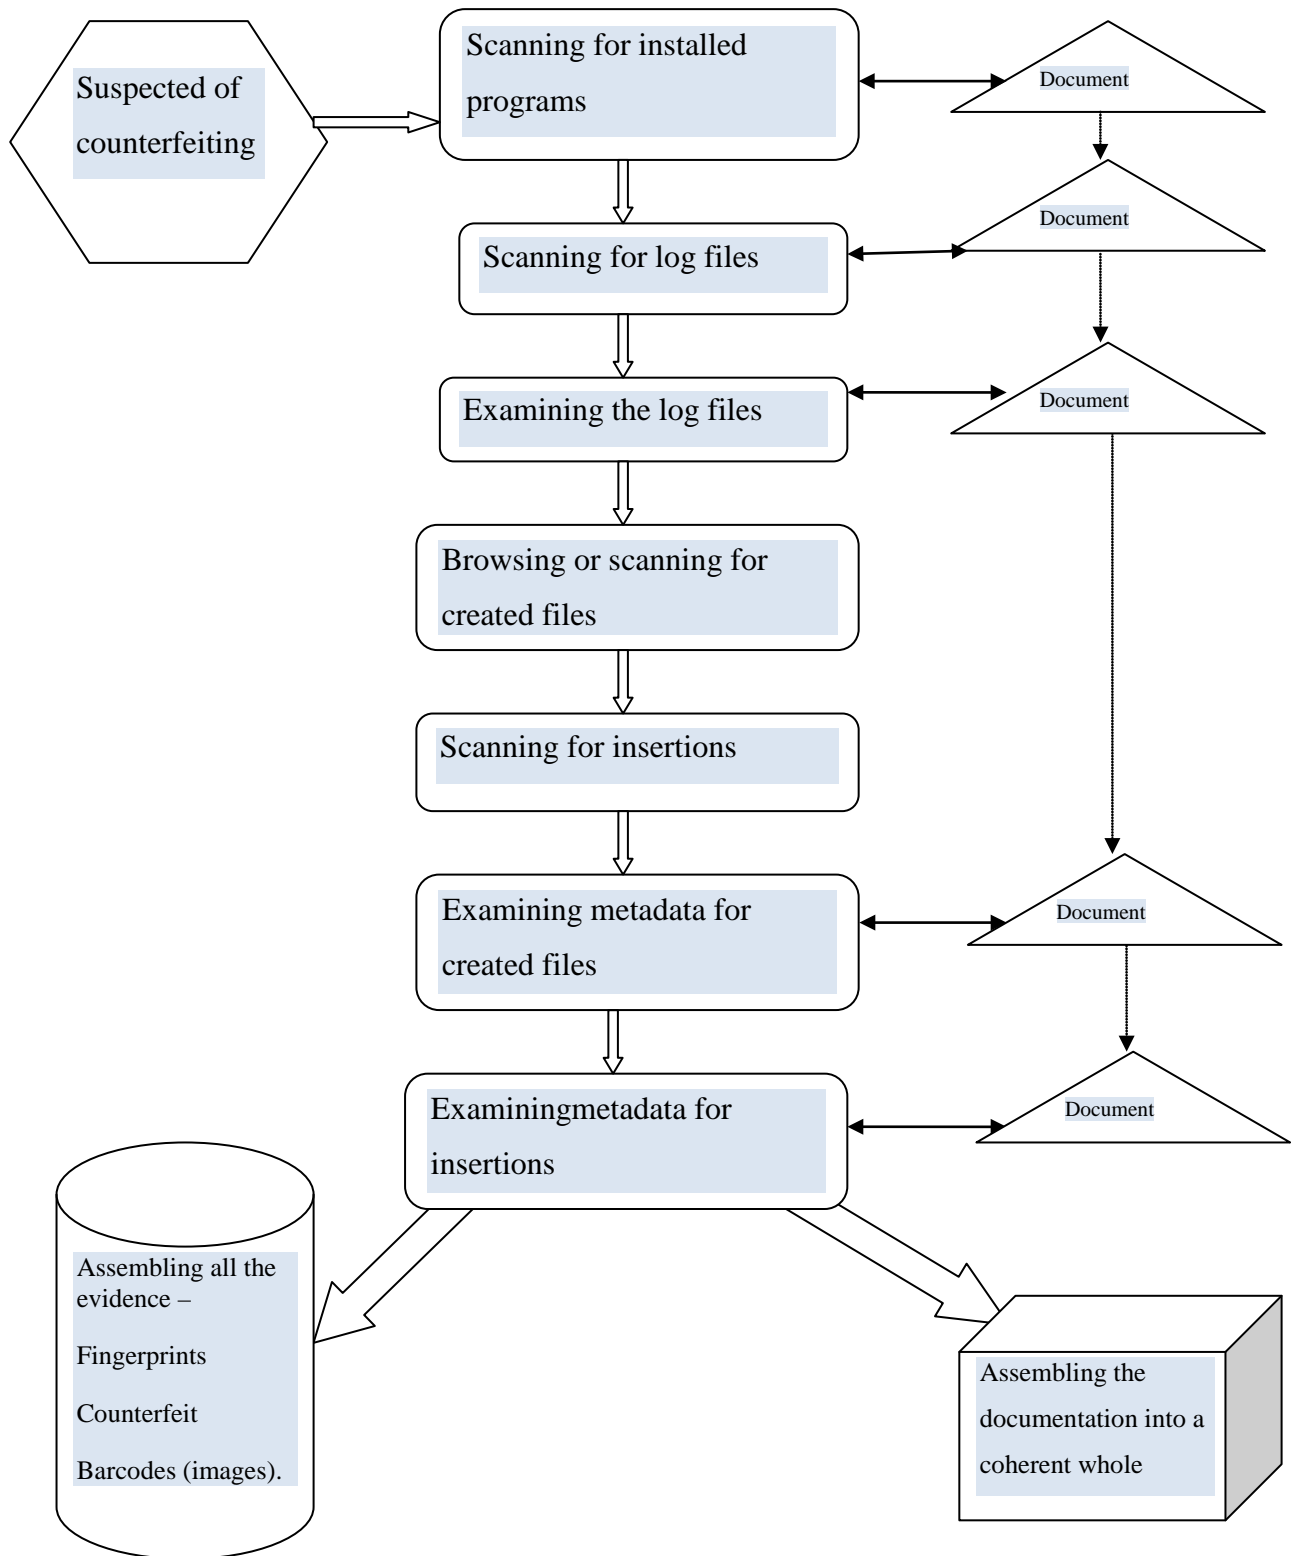 Suspected of
counterfeiting
Scanning for installed
programs
Document
Scanning for log files
Document
Examining the log files
Document
Browsing or scanning for
created files
Scanning for insertions
Examining metadata for
created files
Document
Examiningmetadata for
insertions
Document
Assembling all the
evidence –
Fingerprints
Counterfeit
Barcodes (images).
Assembling the
documentation into a
coherent whole